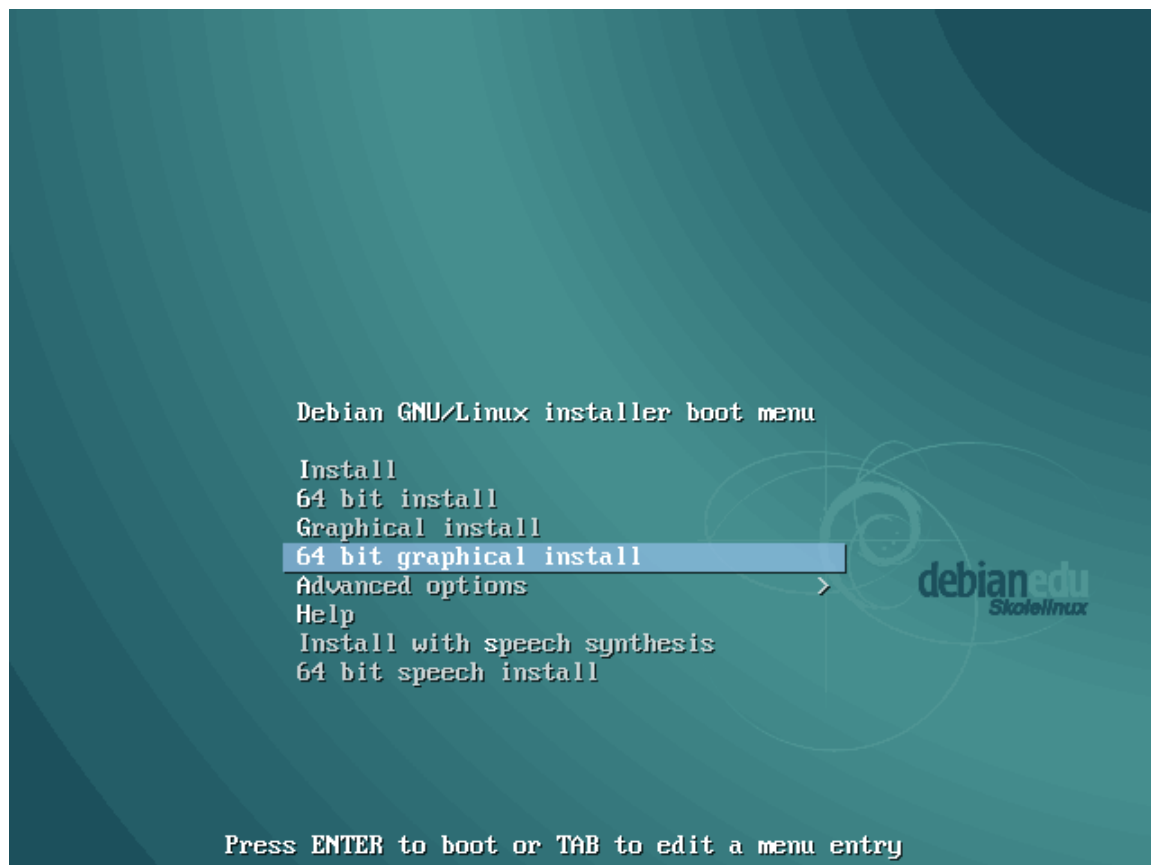 Debian GNU/Linux installer boot menu
Install
64 bit install
Graphical install
64 bit graphical install
Advanced options >
Help
Install with speech synthesis
64 bit speech install
debianedu
Skolelinux
Press ENTER to boot or TAB to edit a menu entry